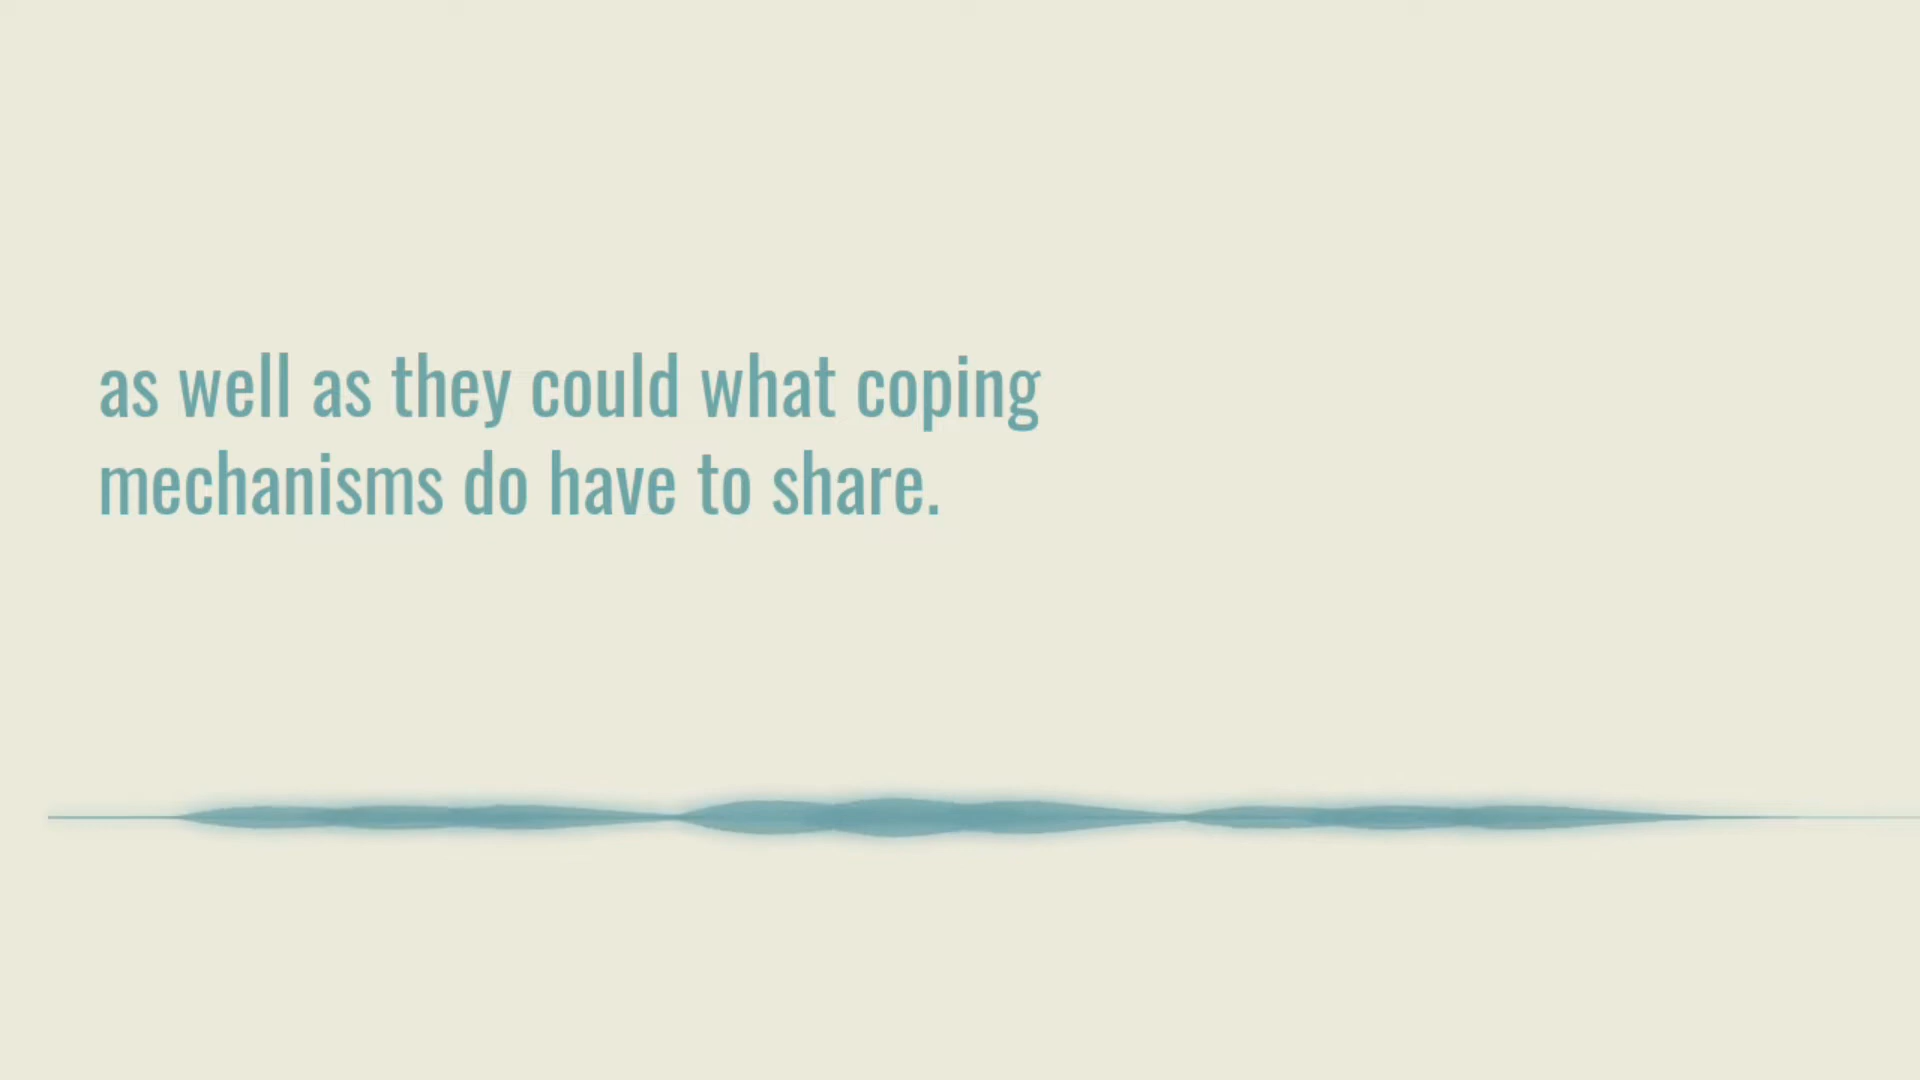 as well as they could what coping
mechanisms do have to share.